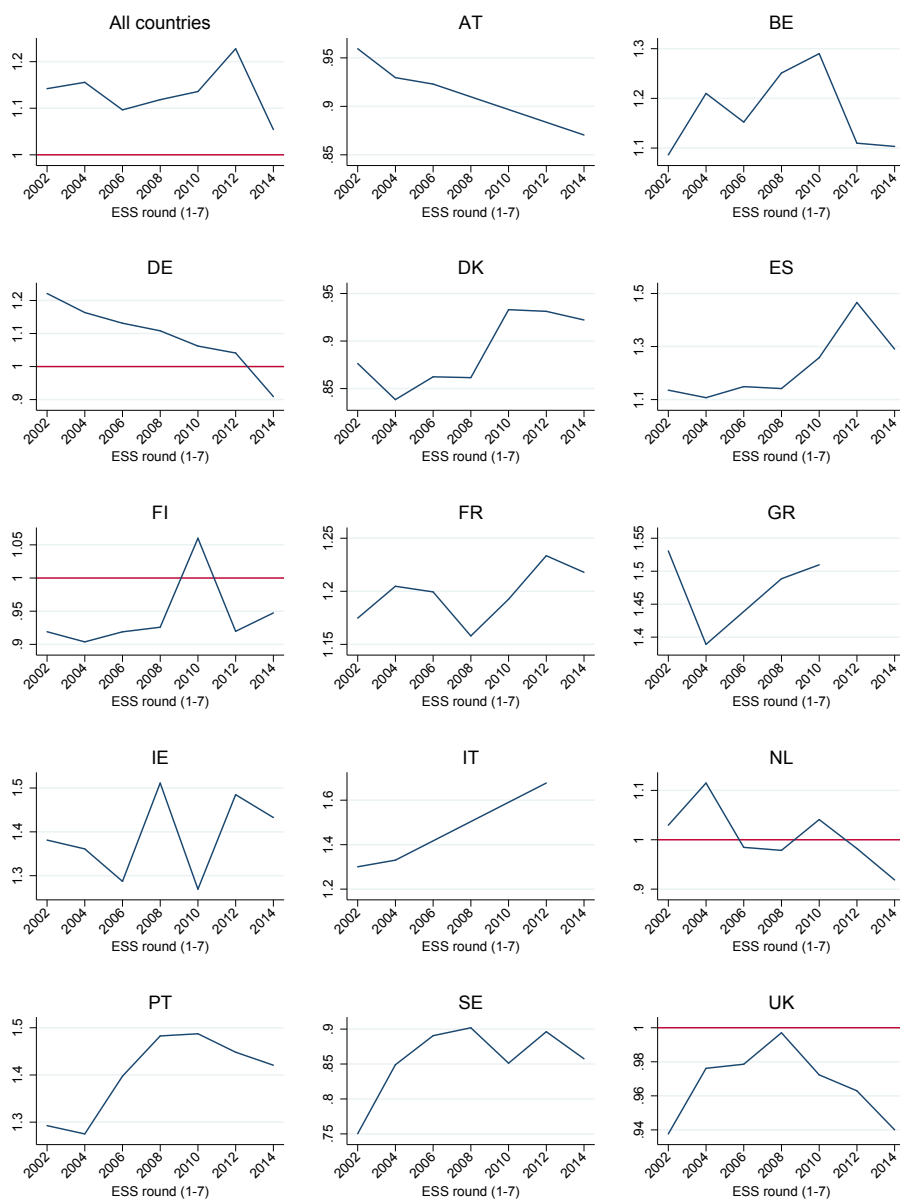 All countries
1.2
1.1
1
2002 2004 2006 2008 2010 2012 2014
ESS round (1-7)
AT
.95
.9
.85
2002 2004 2006 2008 2010 2012 2014
ESS round (1-7)
BE
1.3
1.2
1.1
2002 2004 2006 2008 2010 2012 2014
ESS round (1-7)
DE
1.2
1.1
1
.9
2002 2004 2006 2008 2010 2012 2014
ESS round (1-7)
DK
.95
.9
.85
2002 2004 2006 2008 2010 2012 2014
ESS round (1-7)
ES
1.5
1.3
1.1
2002 2004 2006 2008 2010 2012 2014
ESS round (1-7)
FI
1.05
1
.95
.9
2002 2004 2006 2008 2010 2012 2014
ESS round (1-7)
FR
1.25
1.2
1.15
2002 2004 2006 2008 2010 2012 2014
ESS round (1-7)
GR
1.55
1.5
1.45
1.4
2002 2004 2006 2008 2010 2012 2014
ESS round (1-7)
IE
1.5
1.4
1.3
2002 2004 2006 2008 2010 2012 2014
ESS round (1-7)
IT
1.6
1.4
1.2
2002 2004 2006 2008 2010 2012 2014
ESS round (1-7)
NL
1.1
1
.9
2002 2004 2006 2008 2010 2012 2014
ESS round (1-7)
PT
1.5
1.4
1.3
2002 2004 2006 2008 2010 2012 2014
ESS round (1-7)
SE
.9
.85
.8
.75
2002 2004 2006 2008 2010 2012 2014
ESS round (1-7)
UK
1
.98
.96
.94
2002 2004 2006 2008 2010 2012 2014
ESS round (1-7)